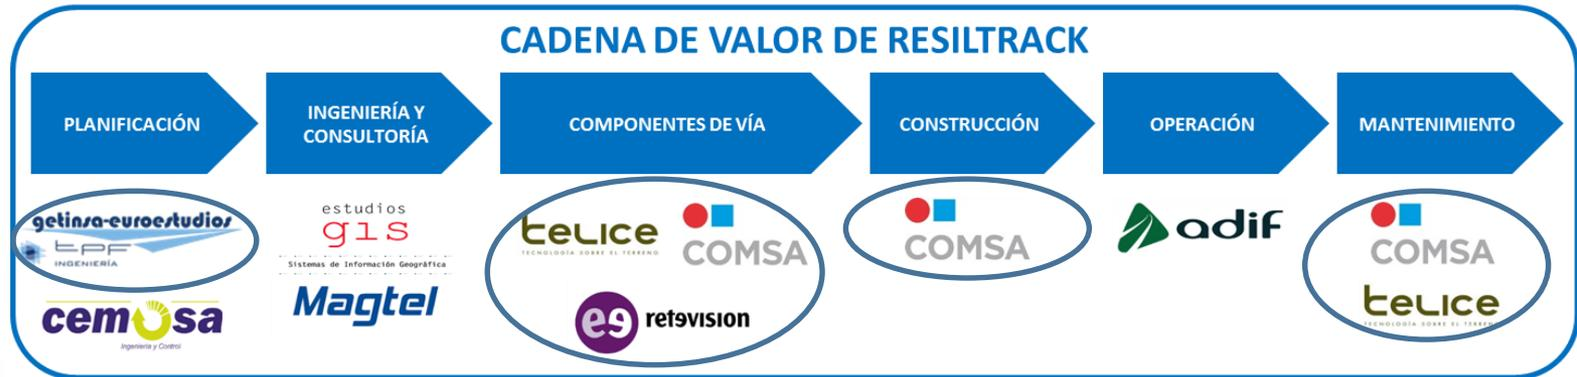 CADENA DE VALOR DE RESILTRACK
PLANIFICACIÓN
INGENIERÍA Y
CONSULTORÍA
COMPONENTES DE VÍA
CONSTRUCCIÓN
OPERACIÓN
MANTENIMIENTO
getinsa-euroestudios
tpf
INGENIERÍA
cemosa
Ingeniería y Control
estudios
gis
Sistemas de Información Geográfica
Magtel
telice
TECNOLOGÍA SOBRE EL TERRENO
COMSA
retevision
COMSA
adif
COMSA
telice
TECNOLOGÍA SOBRE EL TERRENO